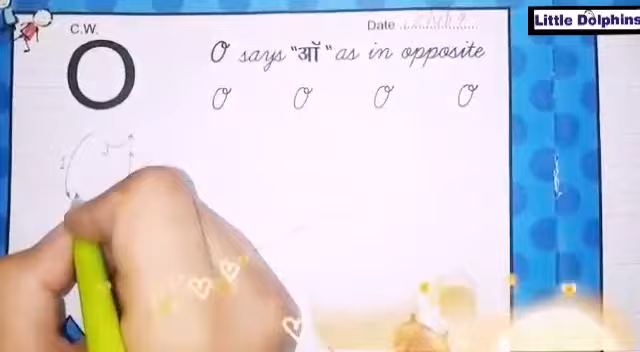 Little Dolphins
C.W.
Date
O
O says "ऑ" as in opposite
O O O O